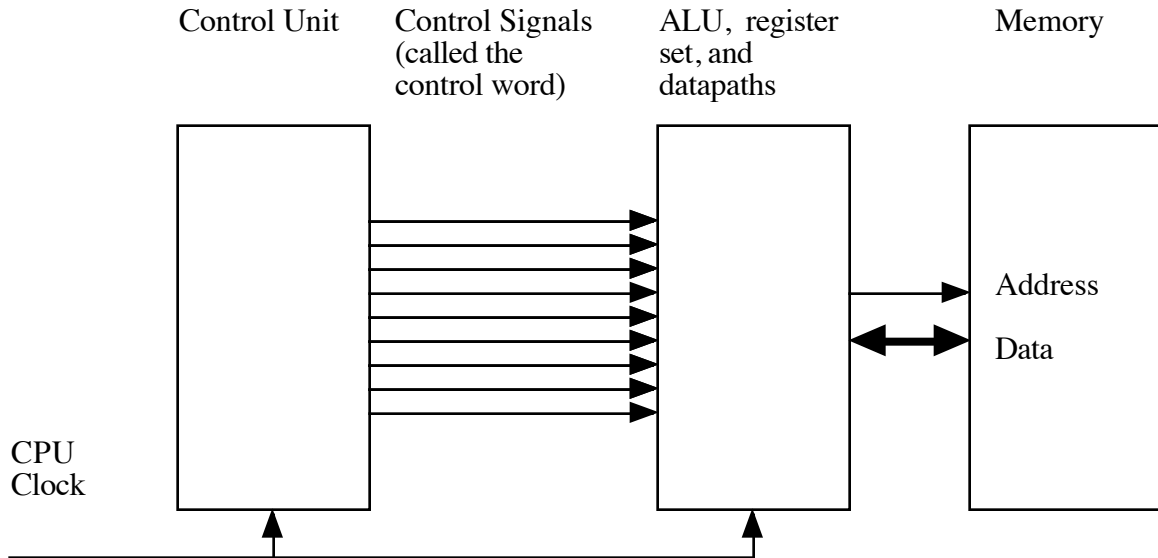 Control Unit
Control Signals
(called the
control word)
ALU, register
set, and
datapaths
Memory
Address
Data
CPU
Clock